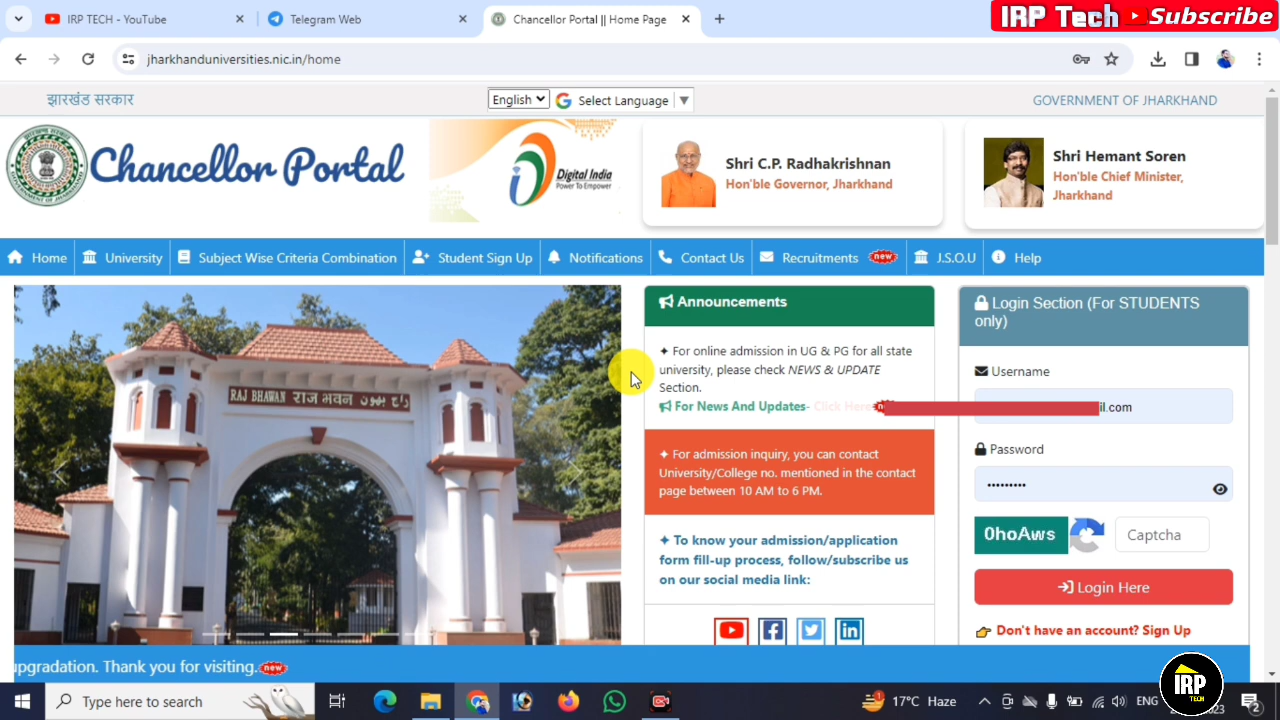 IRP TECH - YouTube
Telegram Web
Chancellor Portal || Home Page
IRP Tech Subscribe
jharkhanduniversities.nic.in/home
झारखंड सरकार
English
Select Language
GOVERNMENT OF JHARKHAND
Chancellor Portal
Digital India
Power To Empower
Shri C.P. Radhakrishnan
Hon'ble Governor, Jharkhand
Shri Hemant Soren
Hon'ble Chief Minister,
Jharkhand
Home
University
Subject Wise Criteria Combination
Student Sign Up
Notifications
Contact Us
Recruitments
new
J.S.O.U
Help
RAJ BHAWAN राज भवन
Announcements
✦ For online admission in UG & PG for all state
university, please check NEWS & UPDATE
Section.
For News And Updates- Click Here
✦ For admission inquiry, you can contact
University/College no. mentioned in the contact
page between 10 AM to 6 PM.
✦ To know your admission/application
form fill-up process, follow/subscribe us
on our social media link:
Login Section (For STUDENTS
only)
Username
il.com
Password
•••••••••
0hoAws
Captcha
Login Here
Don't have an account? Sign Up
upgradation. Thank you for visiting.
new
Type here to search
17°C Haze
ENG
2
IRP
TECH